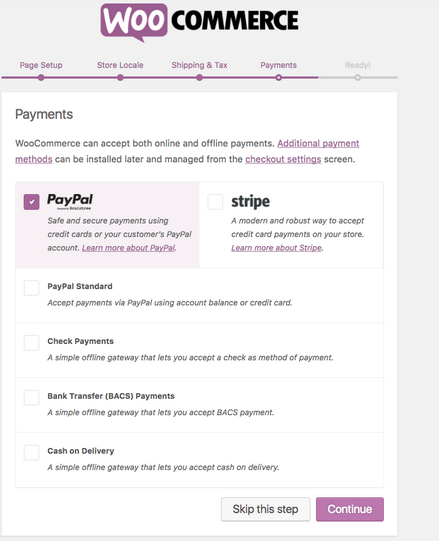 WOO COMMERCE
Page Setup Store Locale Shipping & Tax Payments Ready!
Payments
WooCommerce can accept both online and offline payments. Additional payment
methods can be installed later and managed from the checkout settings screen.
PayPal
Powered by Braintree
Safe and secure payments using
credit cards or your customer's PayPal
account. Learn more about PayPal.
stripe
A modern and robust way to accept
credit card payments on your store.
Learn more about Stripe.
PayPal Standard
Accept payments via PayPal using account balance or credit card.
Check Payments
A simple offline gateway that lets you accept a check as method of payment.
Bank Transfer (BACS) Payments
A simple offline gateway that lets you accept BACS payment.
Cash on Delivery
A simple offline gateway that lets you accept cash on delivery.
Skip this step Continue